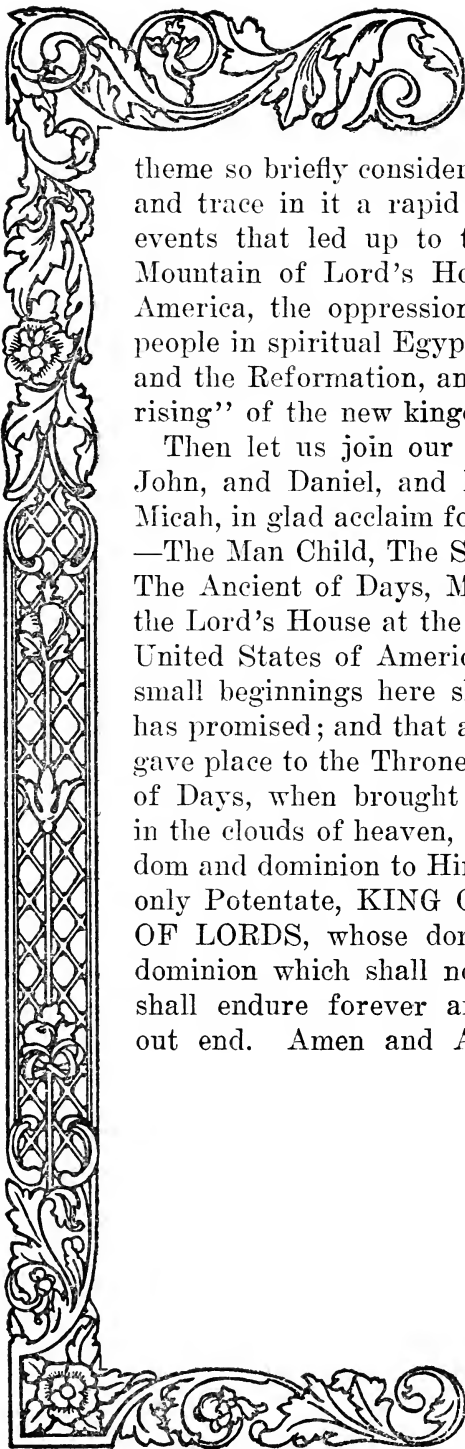 theme so briefly consider
and trace in it a rapid
events that led up to t
Mountain of Lord's Ho
America, the oppression
people in spiritual Egyp
and the Reformation, an
rising" of the new kingd
Then let us join our
John, and Daniel, and
Micah, in glad acclaim fo
—The Man Child, The S
The Ancient of Days, M
the Lord's House at the
United States of Americ
small beginnings here s
has promised; and that a
gave place to the Throne
of Days, when brought
in the clouds of heaven,
dom and dominion to Hi
only Potentate, KING
OF LORDS, whose don
dominion which shall no
shall endure forever a
out end. Amen and A